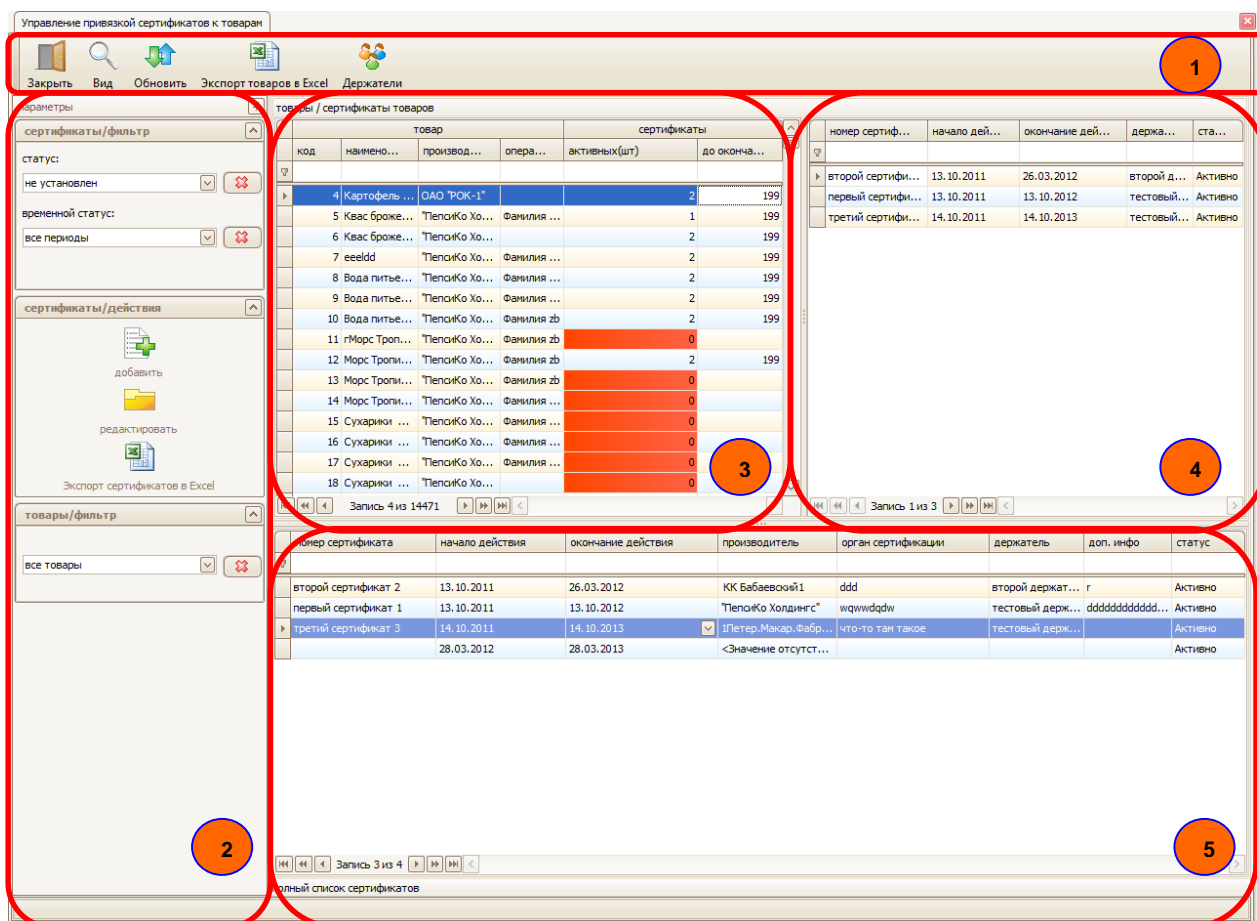 Управление привязкой сертификатов к товарам
Закрыть Вид Обновить Экспорт товаров в Excel Держатели
1
параметры
сертификаты/фильтр
статус:
не установлен
временной статус:
все периоды
сертификаты/действия
добавить
редактировать
Экспорт сертификатов в Excel
товары/фильтр
все товары
2
товары / сертификаты товаров
товар сертификаты
код наимено... производ... опера... активных(шт) до оконча...
4 Картофель ... ОАО "РОК-1" 2 199
5 Квас броже... "ПепсиКо Хо... Фамилия ... 1 199
6 Квас броже... "ПепсиКо Хо... 2 199
7 eeeldd "ПепсиКо Хо... Фамилия ... 2 199
8 Вода питье... "ПепсиКо Хо... Фамилия ... 2 199
9 Вода питье... "ПепсиКо Хо... Фамилия ... 2 199
10 Вода питье... "ПепсиКо Хо... Фамилия zb 2 199
11 гМорс Троп... "ПепсиКо Хо... Фамилия zb 0
12 Морс Тропи... "ПепсиКо Хо... Фамилия zb 2 199
13 Морс Тропи... "ПепсиКо Хо... Фамилия zb 0
14 Морс Тропи... "ПепсиКо Хо... Фамилия ... 0
15 Сухарики ... "ПепсиКо Хо... Фамилия ... 0
16 Сухарики ... "ПепсиКо Хо... Фамилия ... 0
17 Сухарики ... "ПепсиКо Хо... Фамилия ... 0
18 Сухарики ... "ПепсиКо Хо... Фамилия ... 0
3
Запись 4 из 14471
номер сертиф... начало дей... окончание дей... держа... ста...
второй сертифи... 13.10.2011 26.03.2012 второй д... Активно
первый сертифи... 13.10.2011 13.10.2012 тестовый... Активно
третий сертифи... 14.10.2011 14.10.2013 тестовый... Активно
4
Запись 1 из 3
номер сертификата начало действия окончание действия производитель орган сертификации держатель доп. инфо статус
второй сертификат 2 13.10.2011 26.03.2012 КК Бабаевский1 ddd второй держат... r Активно
первый сертификат 1 13.10.2011 13.10.2012 "ПепсиКо Холдингс" wqwwdqdw тестовый держ... dddddddddddd... Активно
третий сертификат 3 14.10.2011 14.10.2013 1Петер.Макар.Фабр... что-то там такое тестовый держ... Активно
28.03.2012 28.03.2013 <Значение отсутст... Активно
5
Запись 3 из 4
полный список сертификатов